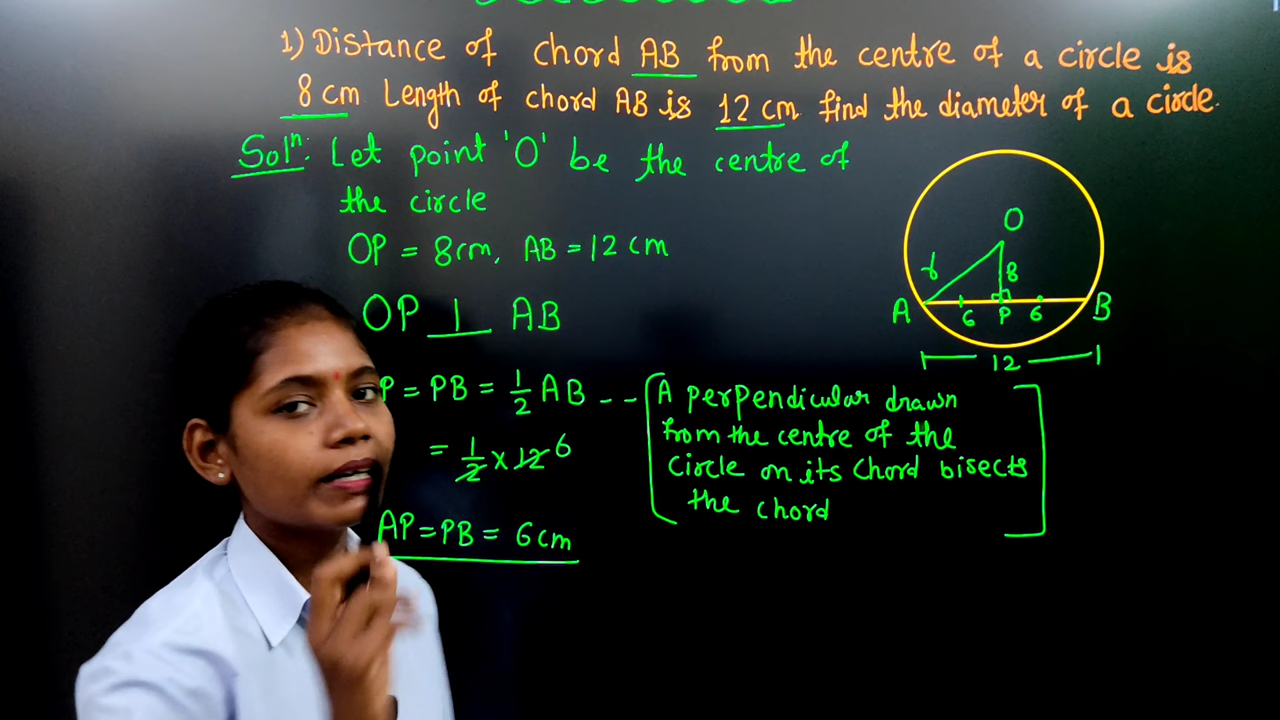 1) Distance of chord AB from the centre of a circle is
8 cm Length of chord AB is 12 cm find the diameter of a circle.
Solⁿ: Let point 'O' be the centre of
the circle
OP = 8cm, AB = 12 cm
OP ⊥ AB
P = PB = 1/2 AB - - [A perpendicular drawn
from the centre of the
circle on its chord bisects
the chord]
= 1/2 × 12 6
AP = PB = 6 cm
O
r
8
A 6 P 6 B
12